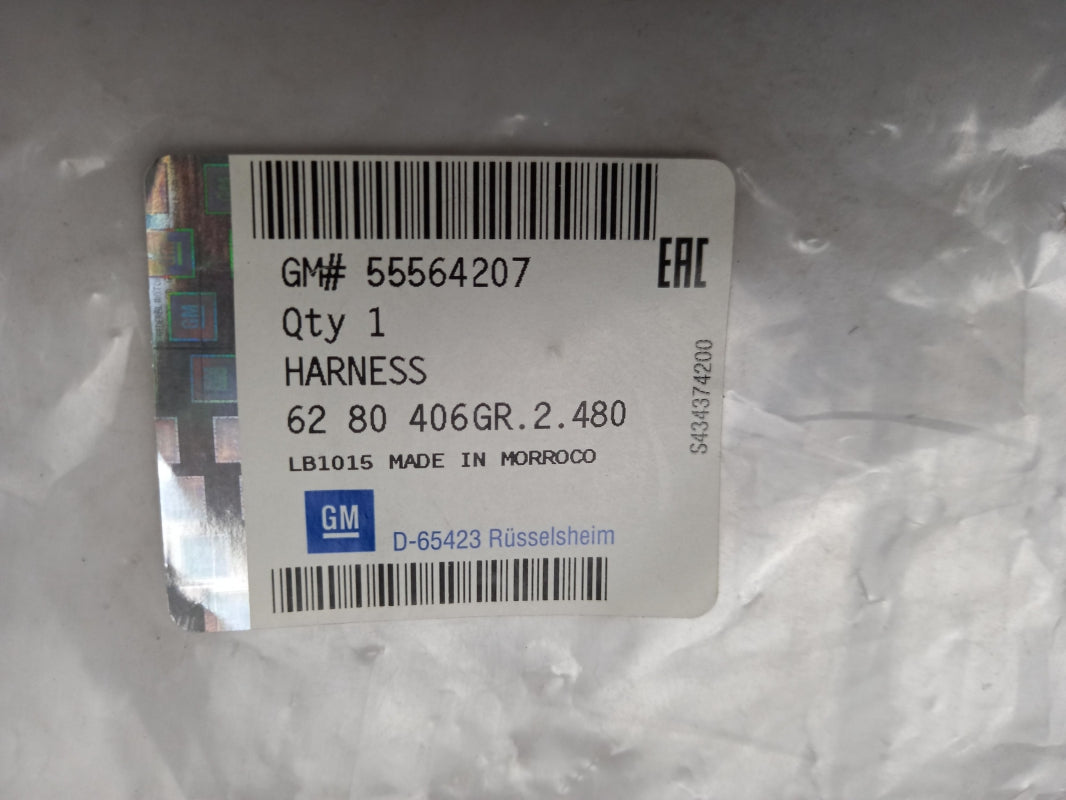 GM# 55564207
EAC
Qty 1
HARNESS
62 80 406GR.2.480
LB1015 MADE IN MORROCO
S434374200
GM
D-65423 Rüsselsheim
GM